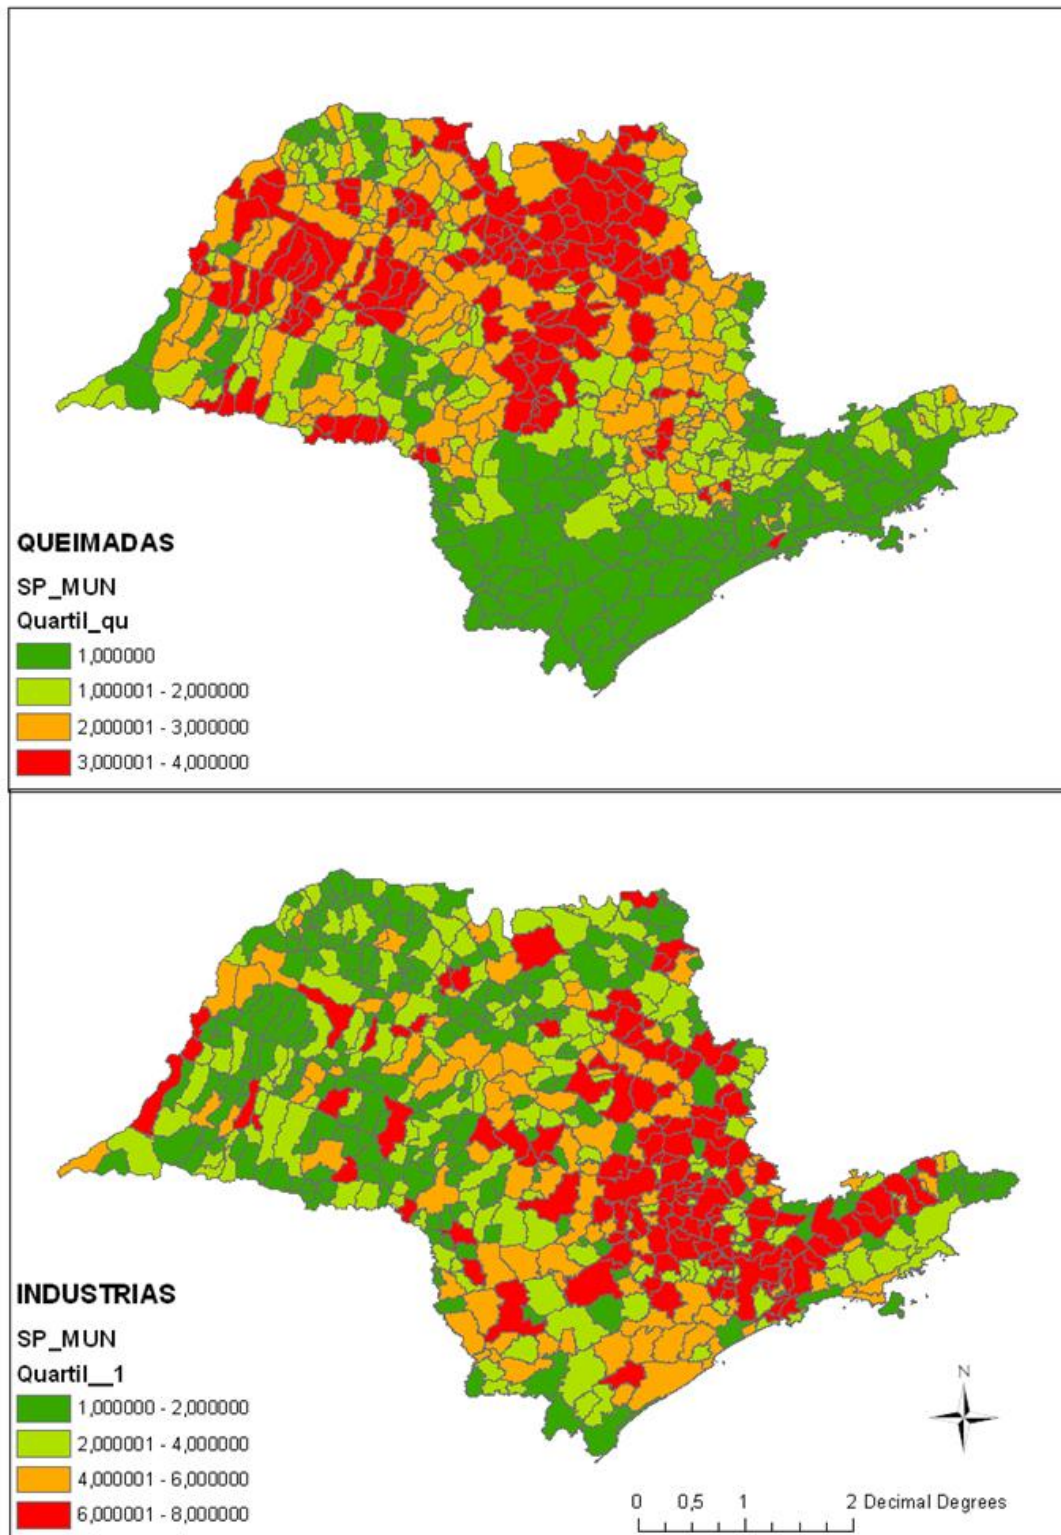 QUEIMADAS
SP_MUN
Quartil_qu
1,000000
1,000001 - 2,000000
2,000001 - 3,000000
3,000001 - 4,000000
INDUSTRIAS
SP_MUN
Quartil__1
1,000000 - 2,000000
2,000001 - 4,000000
4,000001 - 6,000000
6,000001 - 8,000000
N
0 0,5 1 2 Decimal Degrees